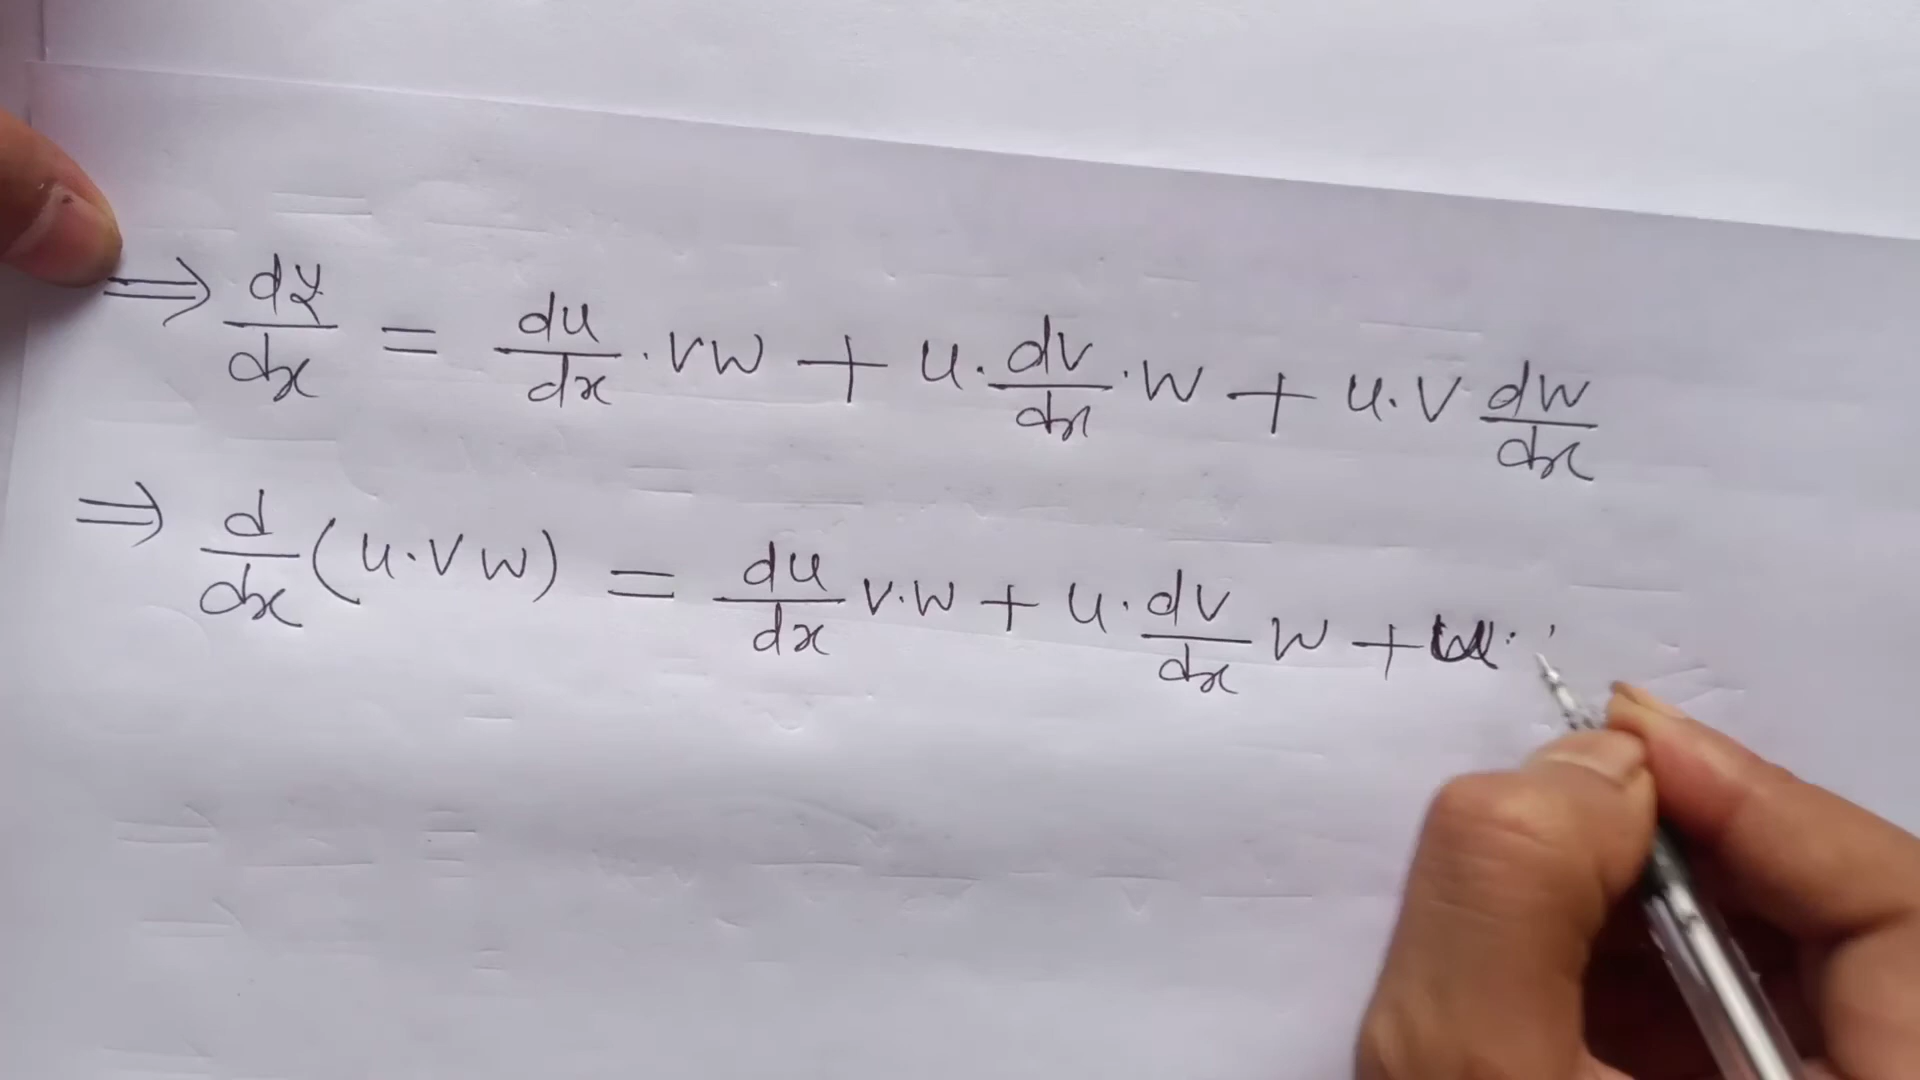 ⇒ dy/dx = du/dx · vw + u · dv/dx · w + u · v dw/dx
⇒ d/dx (u · v w) = du/dx v · w + u · dv/dx w + u ·